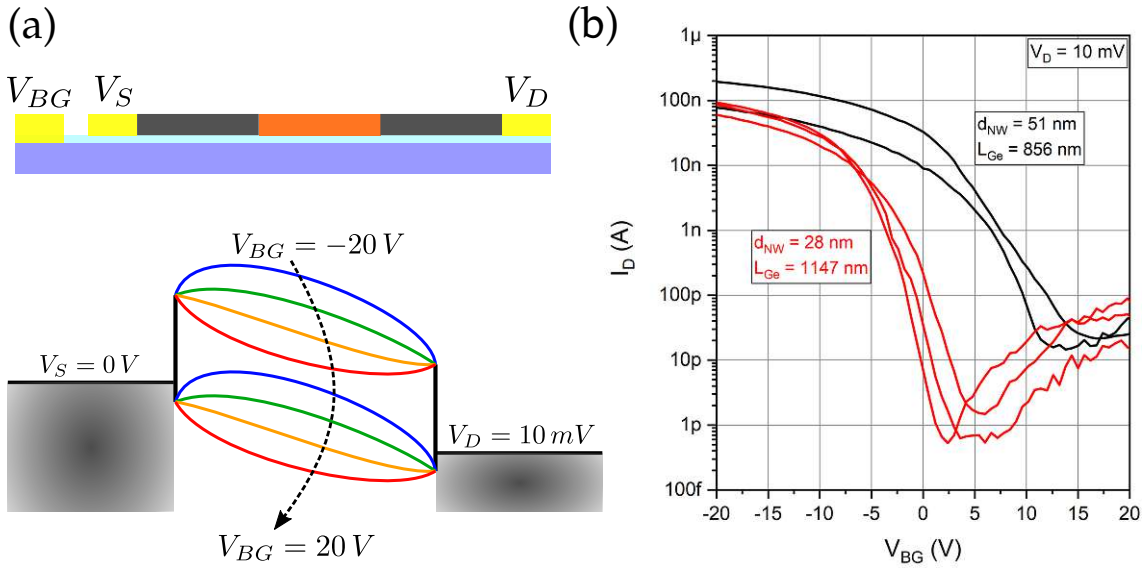 (a)
V_BG V_S V_D
V_BG = −20 V
V_S = 0 V
V_D = 10 mV
V_BG = 20 V
(b)
1µ
100n
10n
1n
100p
10p
1p
100f
I_D (A)
V_D = 10 mV
d_NW = 51 nm
L_Ge = 856 nm
d_NW = 28 nm
L_Ge = 1147 nm
-20 -15 -10 -5 0 5 10 15 20
V_BG (V)